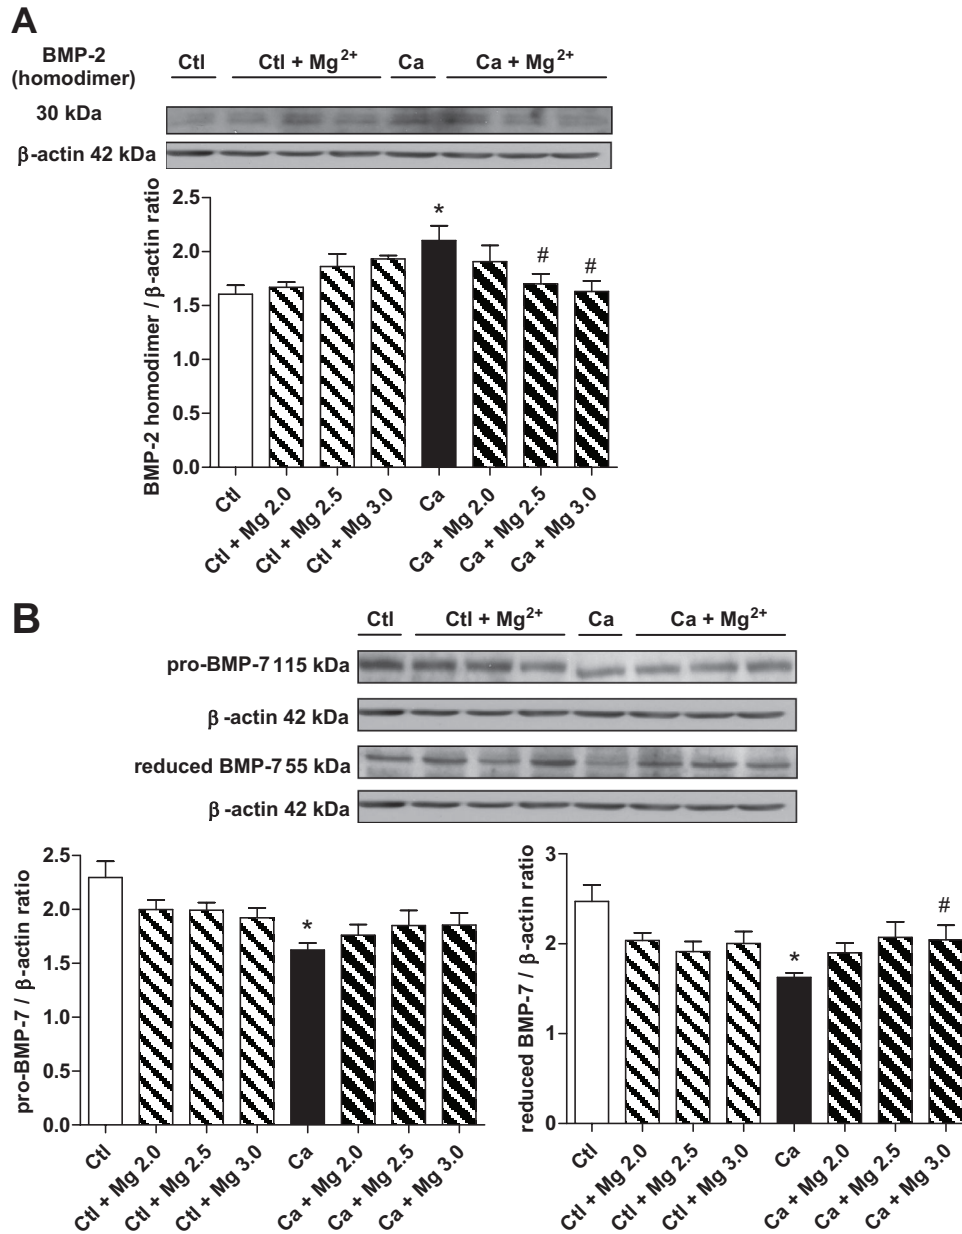 A
BMP-2
(homodimer)
Ctl Ctl + Mg2+ Ca Ca + Mg2+
30 kDa
β-actin 42 kDa
BMP-2 homodimer / β-actin ratio
2.5
2.0
1.5
1.0
0.5
0.0
*
#
#
Ctl
Ctl + Mg 2.0
Ctl + Mg 2.5
Ctl + Mg 3.0
Ca
Ca + Mg 2.0
Ca + Mg 2.5
Ca + Mg 3.0
B
Ctl Ctl + Mg2+ Ca Ca + Mg2+
pro-BMP-7 115 kDa
β-actin 42 kDa
reduced BMP-7 55 kDa
β-actin 42 kDa
pro-BMP-7 / β-actin ratio
2.5
2.0
1.5
1.0
0.5
0.0
*
Ctl
Ctl + Mg 2.0
Ctl + Mg 2.5
Ctl + Mg 3.0
Ca
Ca + Mg 2.0
Ca + Mg 2.5
Ca + Mg 3.0
reduced BMP-7 / β-actin ratio
3
2
1
0
*
#
Ctl
Ctl + Mg 2.0
Ctl + Mg 2.5
Ctl + Mg 3.0
Ca
Ca + Mg 2.0
Ca + Mg 2.5
Ca + Mg 3.0